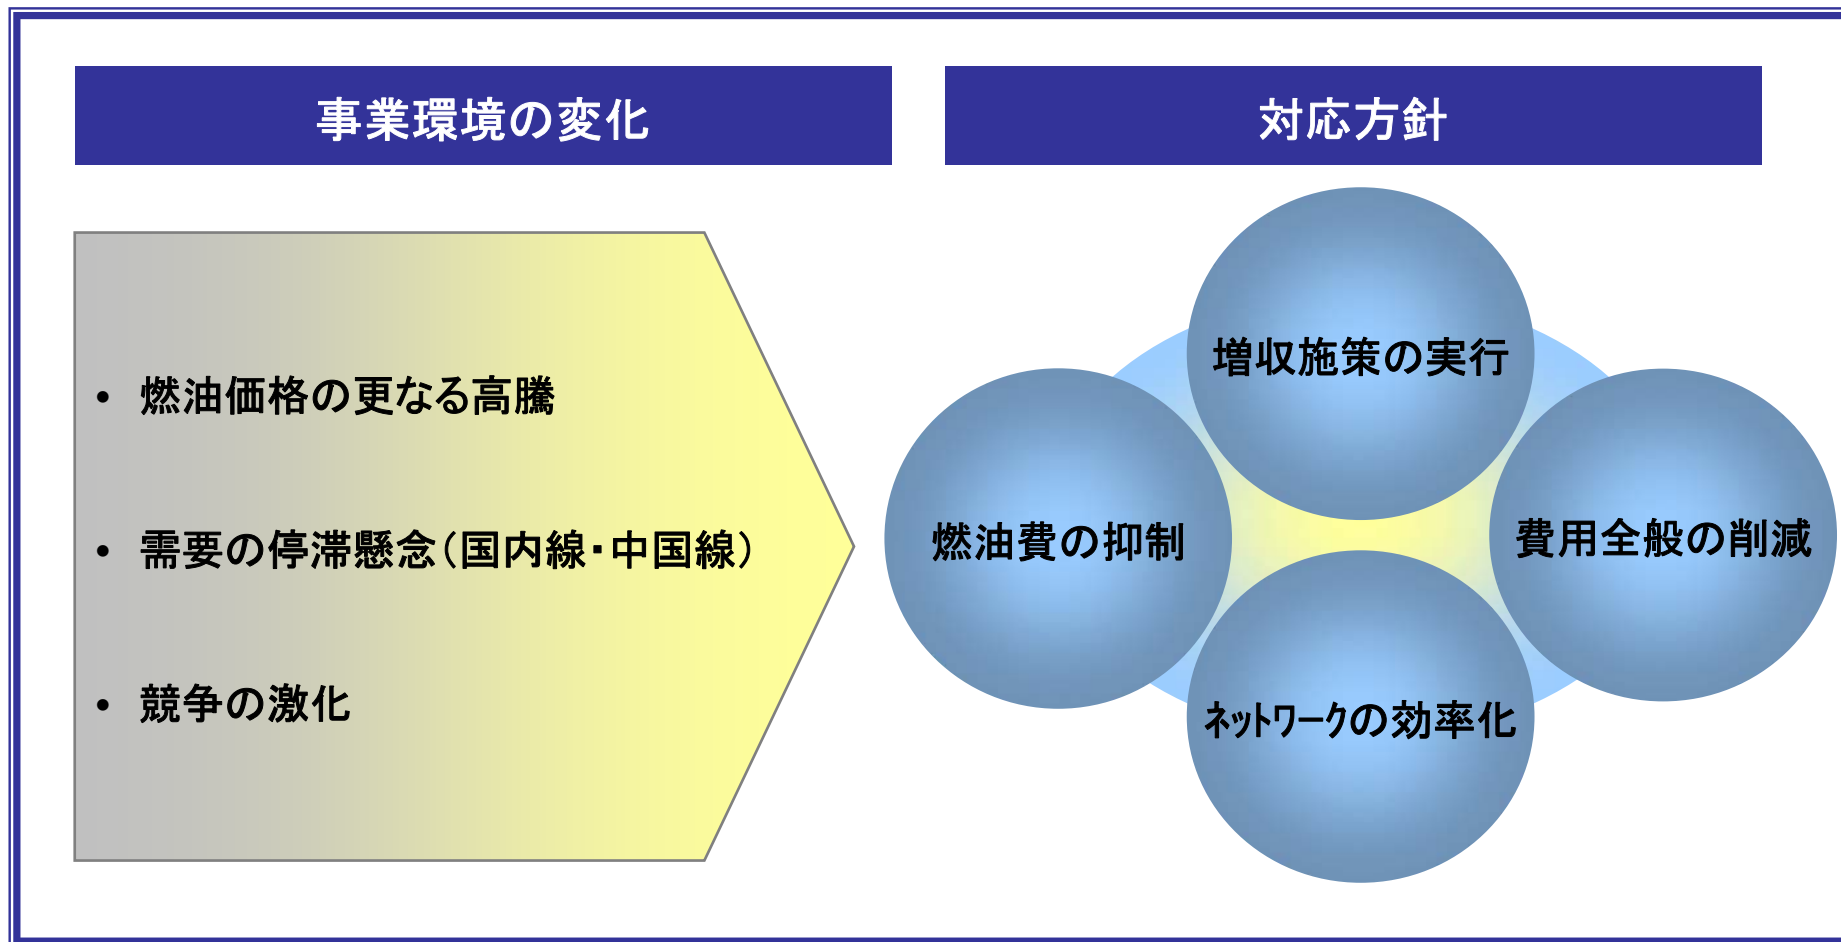 事業環境の変化
対応方針
• 燃油価格の更なる高騰
• 需要の停滞懸念（国内線・中国線）
• 競争の激化
増収施策の実行
燃油費の抑制
費用全般の削減
ネットワークの効率化